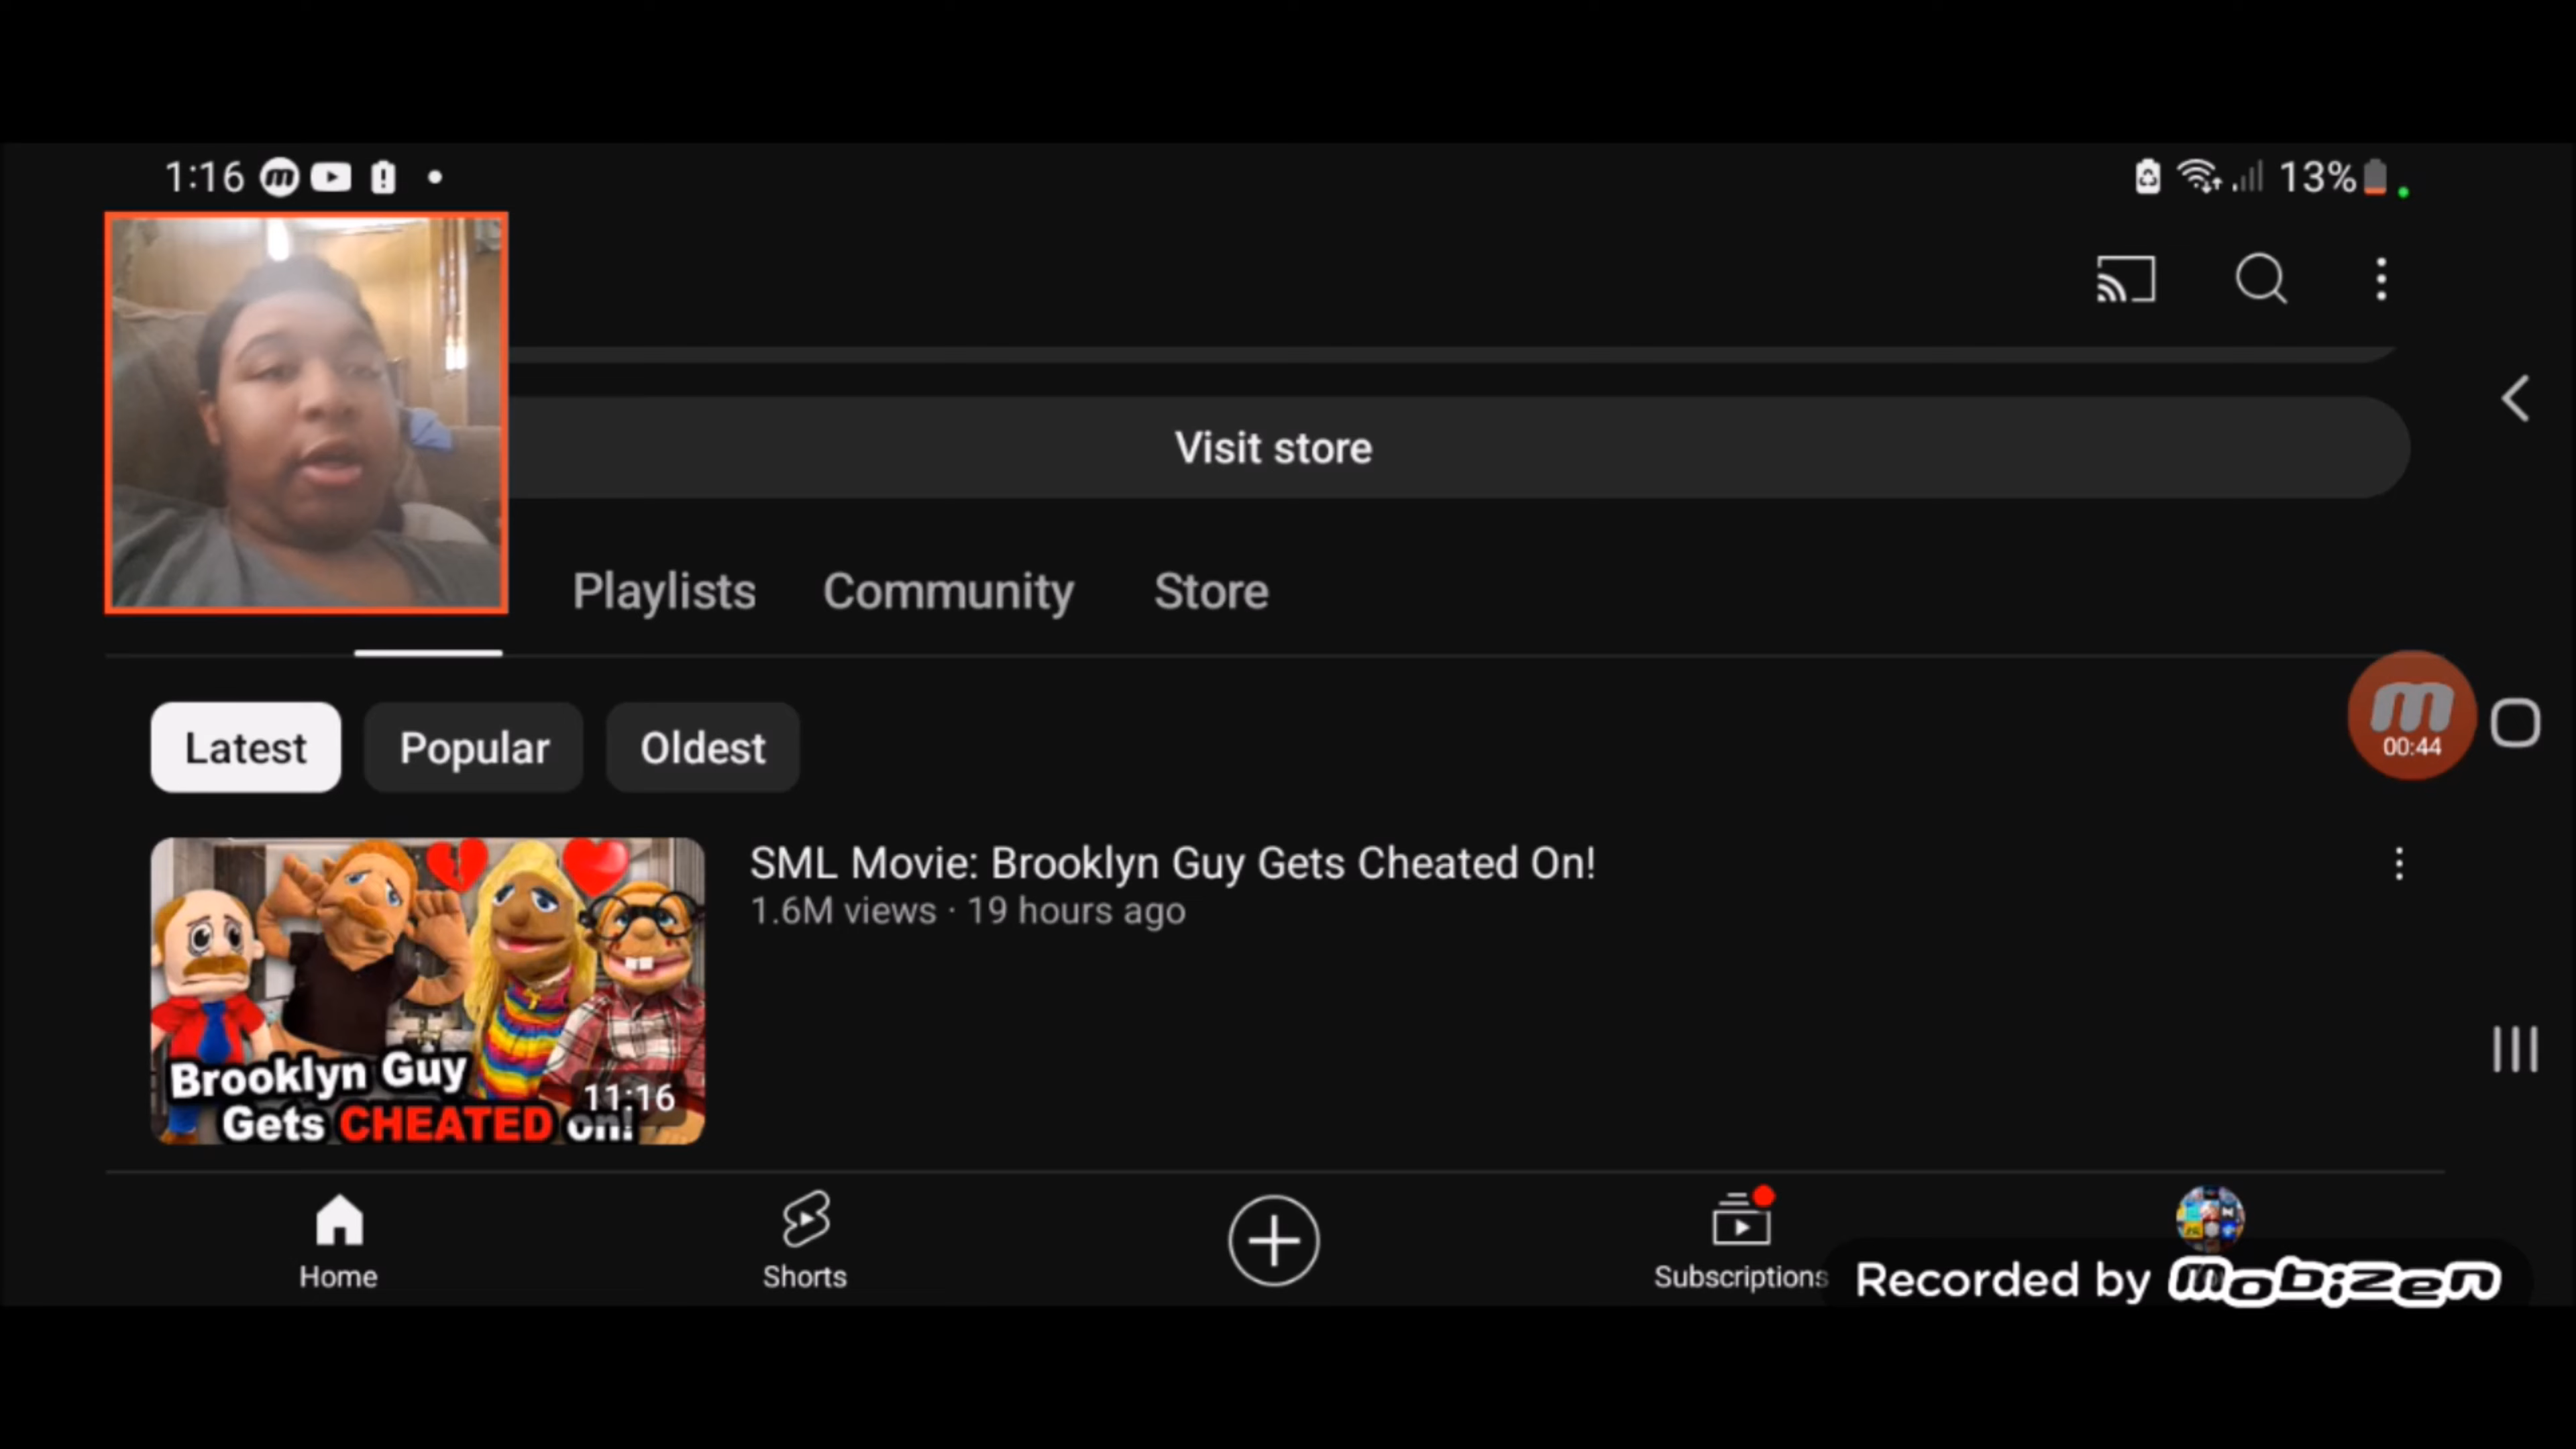 1:16
13%
Visit store
Playlists Community Store
Latest Popular Oldest
m
00:44
SML Movie: Brooklyn Guy Gets Cheated On!
1.6M views · 19 hours ago
Brooklyn Guy
Gets CHEATED on!
11:16
Home Shorts Subscriptions
Recorded by mobizen